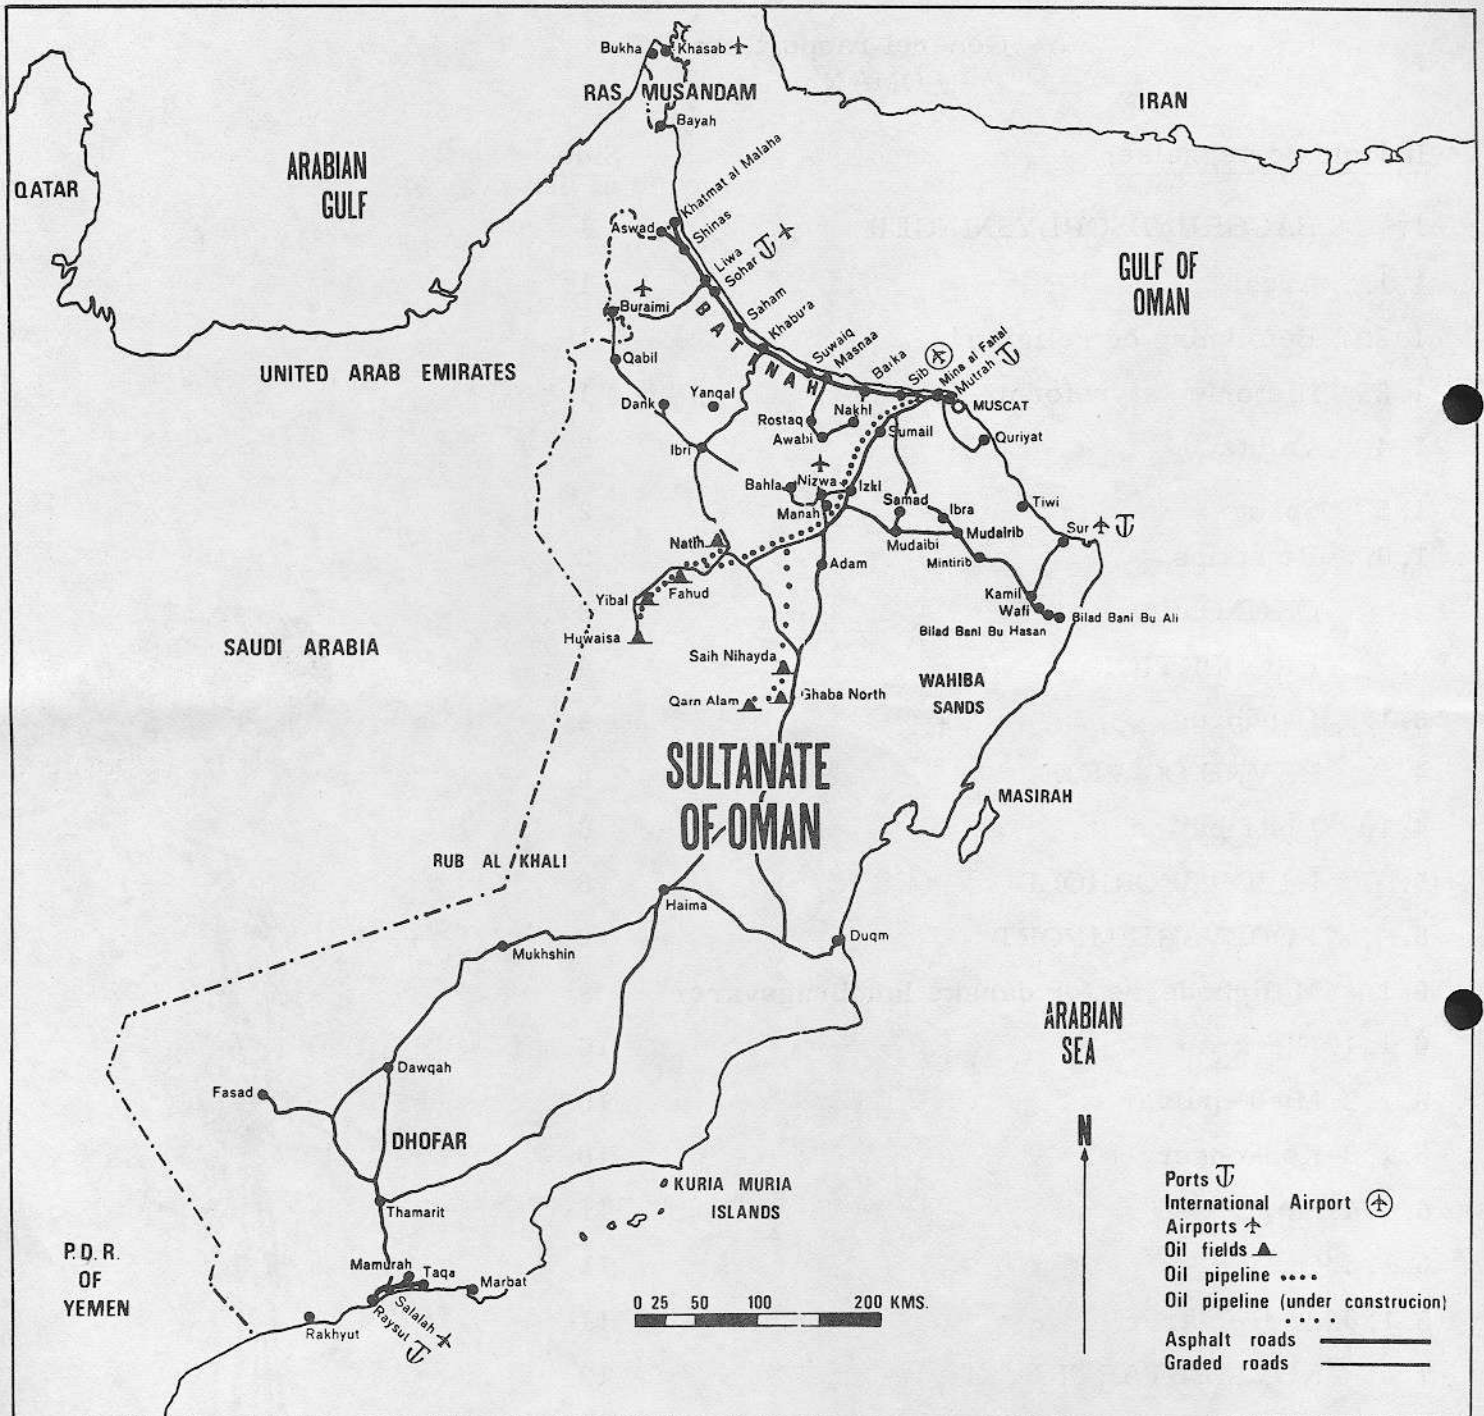 Bukha
Khasab
RAS MUSANDAM
IRAN
Bayah
ARABIAN
GULF
QATAR
Khatmat al Malaha
Aswad
Shinas
Liwa
Sohar
GULF OF
OMAN
Buraimi
BATINAH
Saham
Khabu'a
Suwaiq
Masnaa
Barka
Sib
Mina al Fahal
Mutrah
MUSCAT
Qabil
UNITED ARAB EMIRATES
Dank
Yanqal
Rostaq
Nakhl
Awabi
Sumail
Quriyat
Ibri
Bahla
Nizwa
Izki
Manah
Samad
Ibra
Tiwi
Sur
Natih
Mudaibi
Mudairib
Mintirib
Adam
Fahud
Yibal
Kamil
Wafi
Bilad Bani Bu Ali
Bilad Bani Bu Hasan
Huwaisa
SAUDI ARABIA
Saih Nihayda
Qarn Alam
Ghaba North
WAHIBA
SANDS
SULTANATE
OF OMAN
MASIRAH
RUB AL KHALI
Haima
Duqm
Mukhshin
ARABIAN
SEA
Dawqah
Fasad
DHOFAR
N
KURIA MURIA
ISLANDS
Thamarit
P.D.R.
OF
YEMEN
Mamurah
Taqa
Marbat
Salalah
Raysul
Rakhyut
0 25 50 100 200 KMS.
Ports
International Airport
Airports
Oil fields
Oil pipeline
Oil pipeline (under construcion)
Asphalt roads
Graded roads